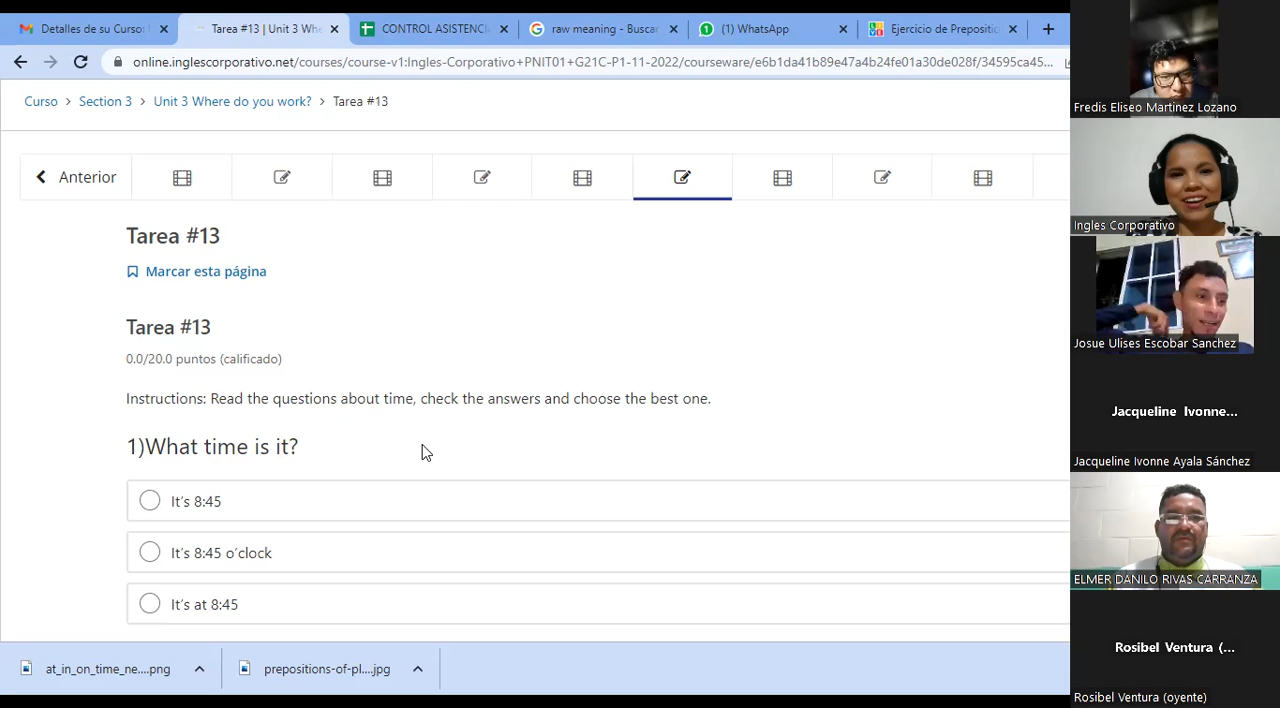 Detalles de su Curso
Tarea #13 | Unit 3 Whe
CONTROL ASISTENCI
raw meaning - Buscar
(1) WhatsApp
Ejercicio de Preposicio
online.inglescorporativo.net/courses/course-v1:Ingles-Corporativo+PNIT01+G21C-P1-11-2022/courseware/e6b1da41b89e47a4b24fe01a30de028f/34595ca45...
Curso > Section 3 > Unit 3 Where do you work? > Tarea #13
Anterior
Tarea #13
Marcar esta página
Tarea #13
0.0/20.0 puntos (calificado)
Instructions: Read the questions about time, check the answers and choose the best one.
1)What time is it?
It's 8:45
It's 8:45 o´clock
It's at 8:45
at_in_on_time_ne....png
prepositions-of-pl....jpg
Fredis Eliseo Martinez Lozano
Ingles Corporativo
Josue Ulises Escobar Sanchez
Jacqueline Ivonne...
Jacqueline Ivonne Ayala Sánchez
ELMER DANILO RIVAS CARRANZA
Rosibel Ventura (...
Rosibel Ventura (oyente)